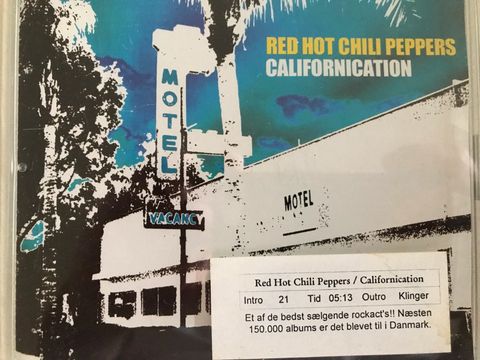 RED HOT CHILI PEPPERS
CALIFORNICATION
MOTEL
VACANCY
MOTEL
Red Hot Chili Peppers / Californication
Intro 21 Tid 05:13 Outro Klinger
Et af de bedst sælgende rockact's!! Næsten
150.000 albums er det blevet til i Danmark.